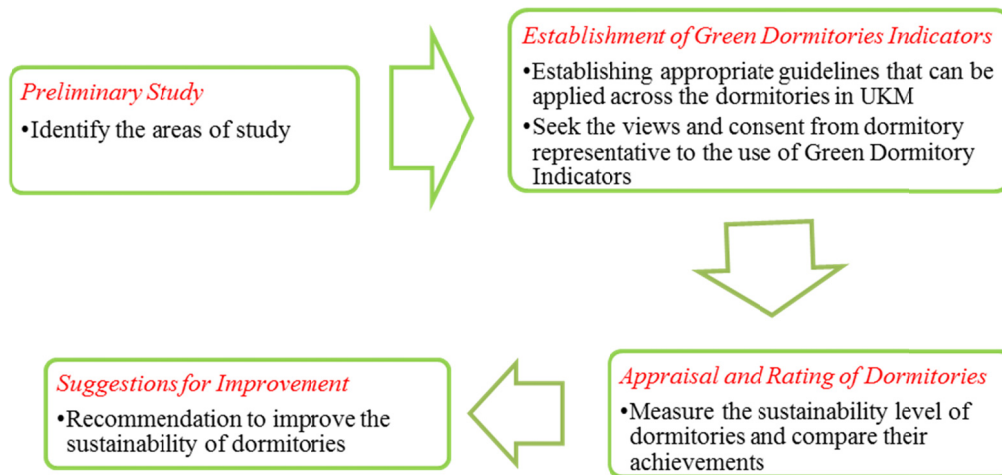 Preliminary Study
•Identify the areas of study
Establishment of Green Dormitories Indicators
•Establishing appropriate guidelines that can be
applied across the dormitories in UKM
•Seek the views and consent from dormitory
representative to the use of Green Dormitory
Indicators
Appraisal and Rating of Dormitories
•Measure the sustainability level of
dormitories and compare their
achievements
Suggestions for Improvement
•Recommendation to improve the
sustainability of dormitories